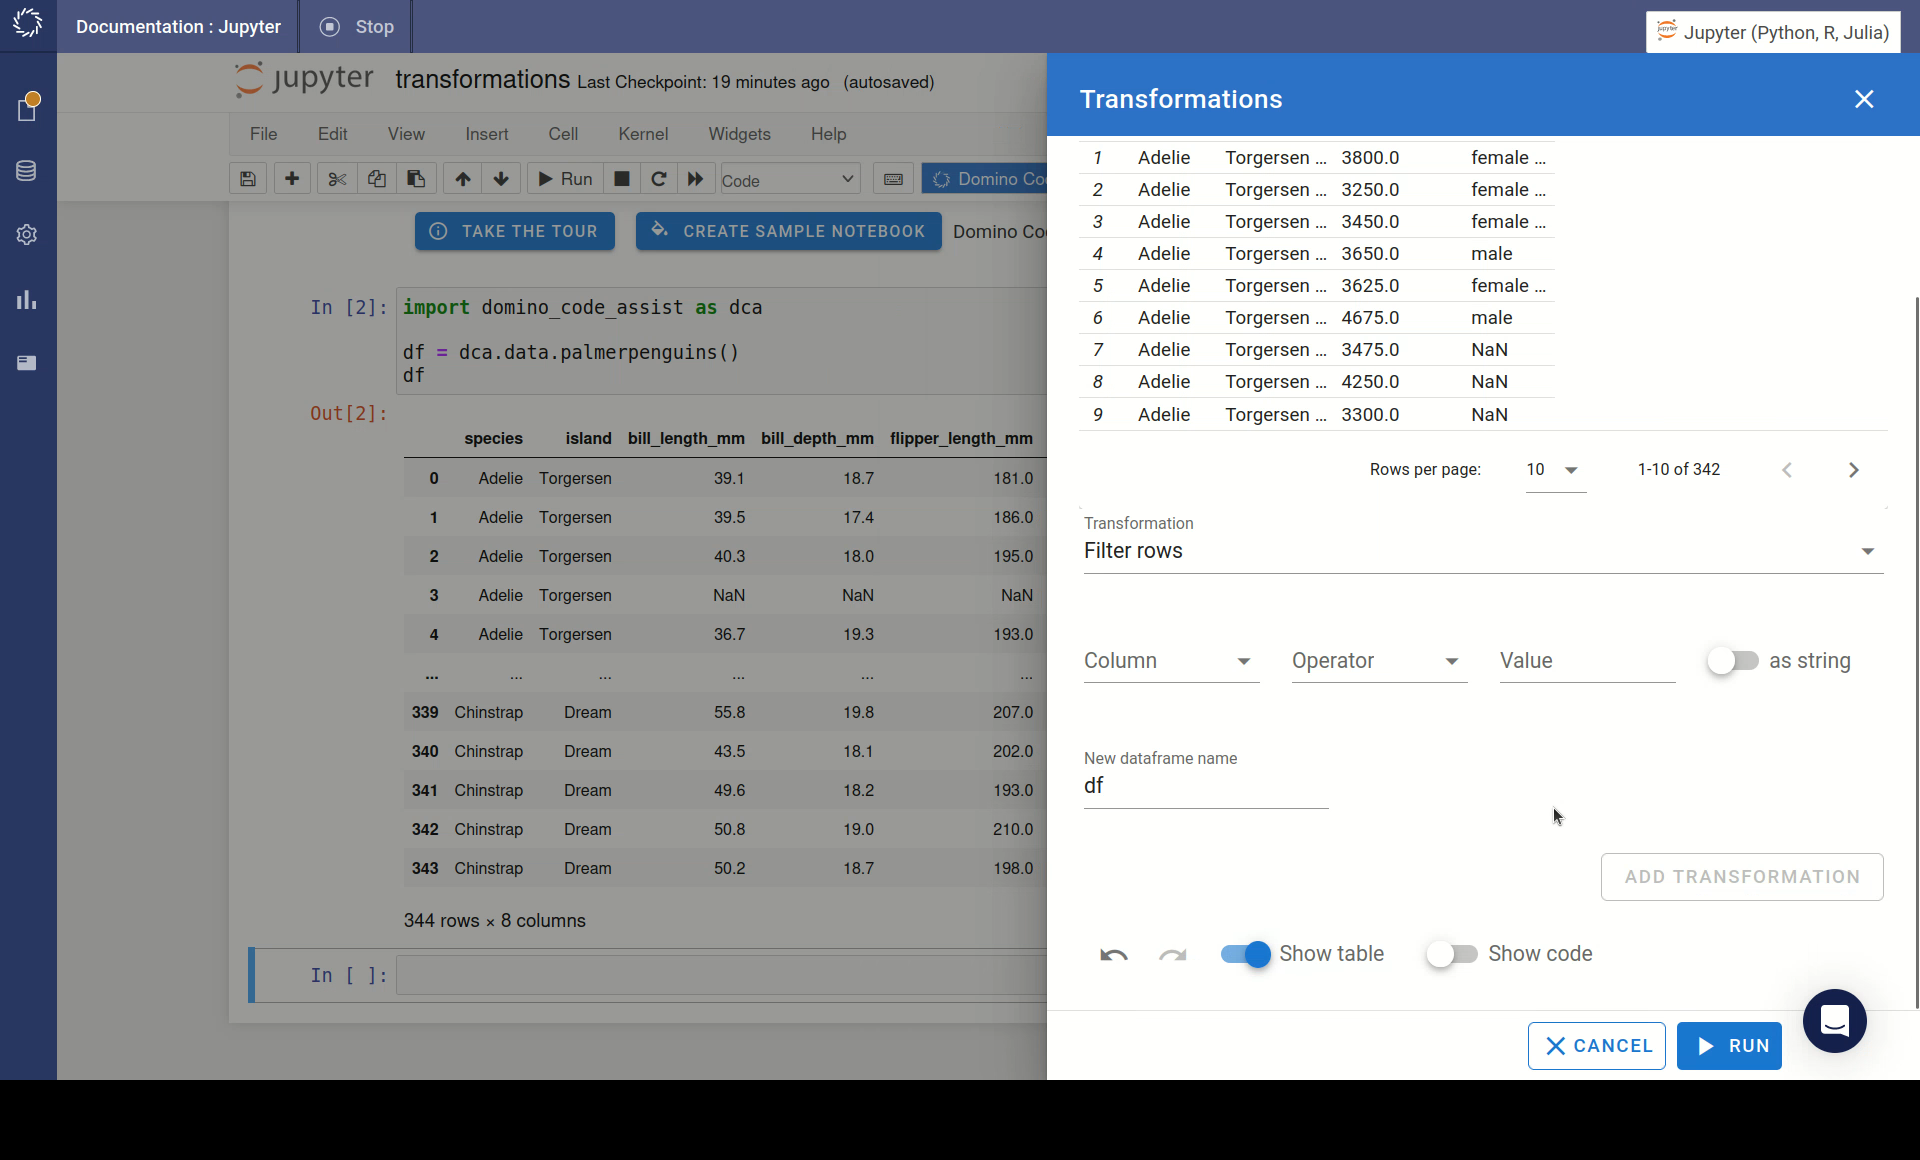 Documentation : Jupyter
Stop
Jupyter (Python, R, Julia)
jupyter transformations Last Checkpoint: 19 minutes ago (autosaved)
File Edit View Insert Cell Kernel Widgets Help
Run Code Domino Co
TAKE THE TOUR CREATE SAMPLE NOTEBOOK Domino Co
In [2]: import domino_code_assist as dca
df = dca.data.palmerpenguins()
df
Out[2]:
species island bill_length_mm bill_depth_mm flipper_length_mm
0 Adelie Torgersen 39.1 18.7 181.0
1 Adelie Torgersen 39.5 17.4 186.0
2 Adelie Torgersen 40.3 18.0 195.0
3 Adelie Torgersen NaN NaN NaN
4 Adelie Torgersen 36.7 19.3 193.0
... ... ... ... ... ...
339 Chinstrap Dream 55.8 19.8 207.0
340 Chinstrap Dream 43.5 18.1 202.0
341 Chinstrap Dream 49.6 18.2 193.0
342 Chinstrap Dream 50.8 19.0 210.0
343 Chinstrap Dream 50.2 18.7 198.0
344 rows × 8 columns
In [ ]:
Transformations
1 Adelie Torgersen ... 3800.0 female ...
2 Adelie Torgersen ... 3250.0 female ...
3 Adelie Torgersen ... 3450.0 female ...
4 Adelie Torgersen ... 3650.0 male
5 Adelie Torgersen ... 3625.0 female ...
6 Adelie Torgersen ... 4675.0 male
7 Adelie Torgersen ... 3475.0 NaN
8 Adelie Torgersen ... 4250.0 NaN
9 Adelie Torgersen ... 3300.0 NaN
Rows per page: 10 1-10 of 342
Transformation
Filter rows
Column Operator Value as string
New dataframe name
df
ADD TRANSFORMATION
Show table Show code
CANCEL RUN